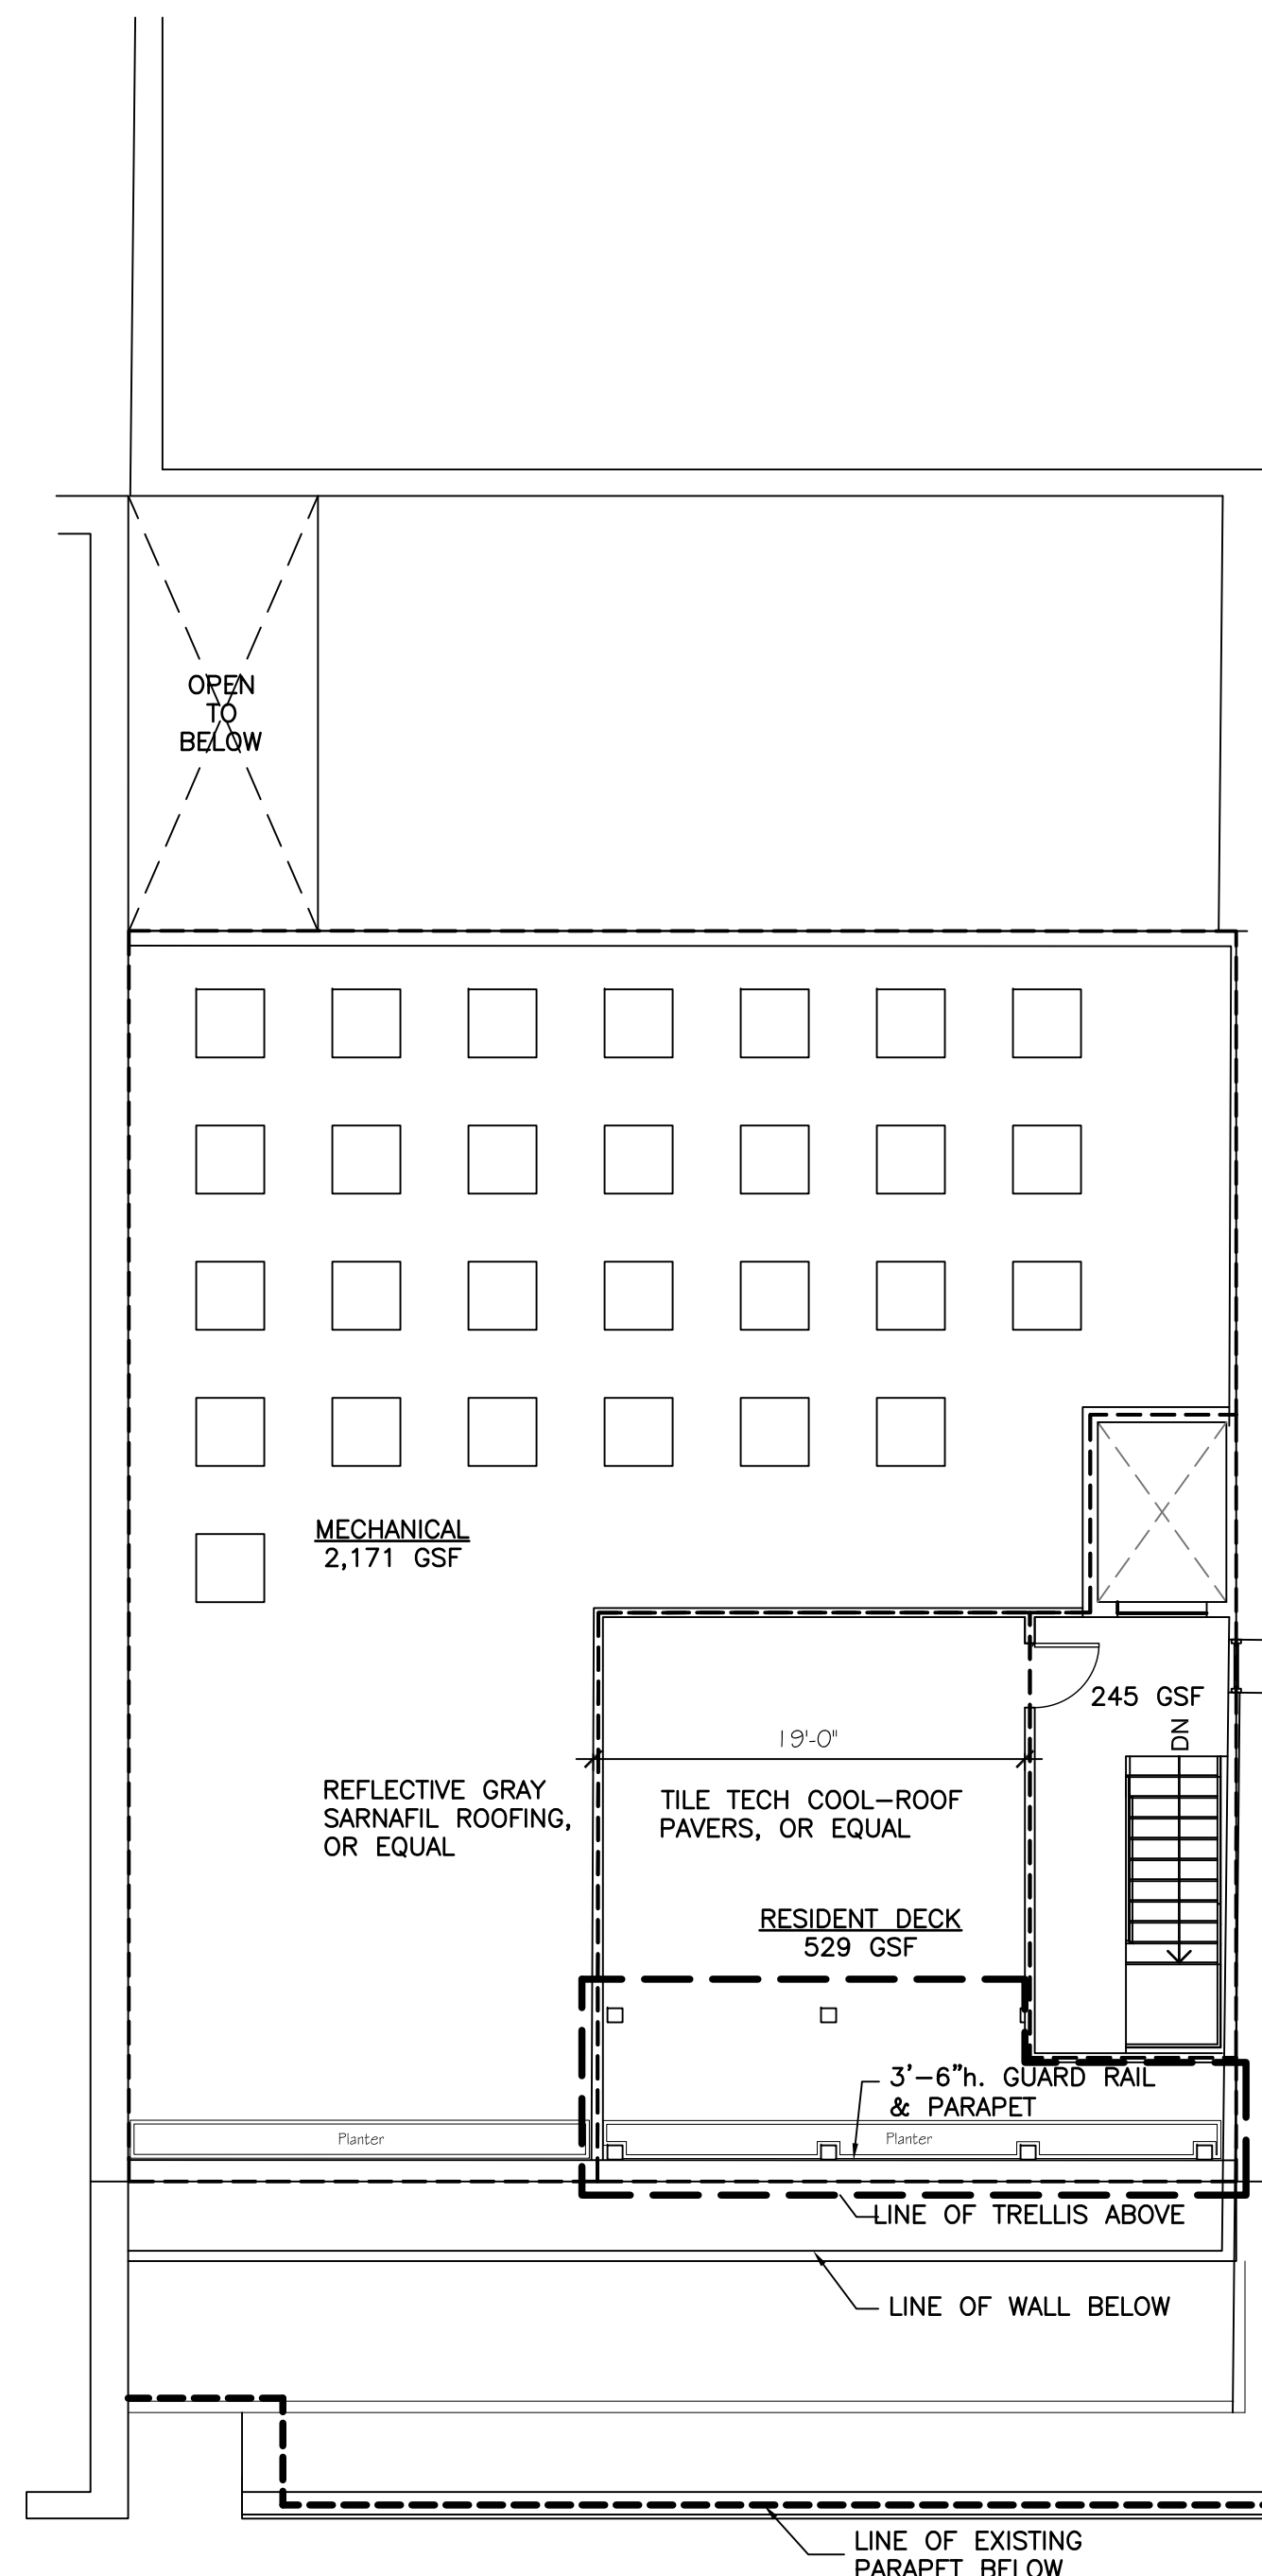 OPEN
TO
BELOW
MECHANICAL
2,171 GSF
245 GSF
DN
19'-0"
REFLECTIVE GRAY
SARNAFIL ROOFING,
OR EQUAL
TILE TECH COOL-ROOF
PAVERS, OR EQUAL
RESIDENT DECK
529 GSF
3'-6"h. GUARD RAIL
& PARAPET
Planter
Planter
LINE OF TRELLIS ABOVE
LINE OF WALL BELOW
LINE OF EXISTING
PARAPET BELOW